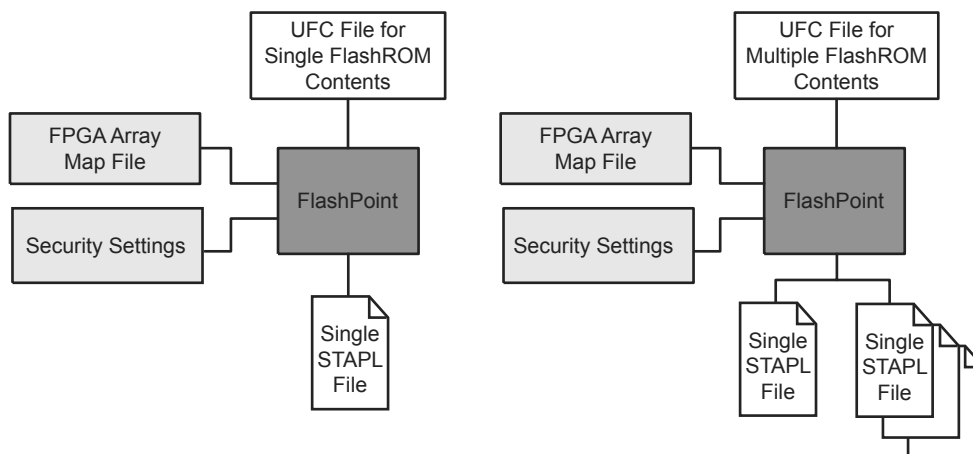 UFC File for
Single FlashROM
Contents
FPGA Array
Map File
FlashPoint
Security Settings
Single
STAPL
File
UFC File for
Multiple FlashROM
Contents
FPGA Array
Map File
FlashPoint
Security Settings
Single
STAPL
File
Single
STAPL
File